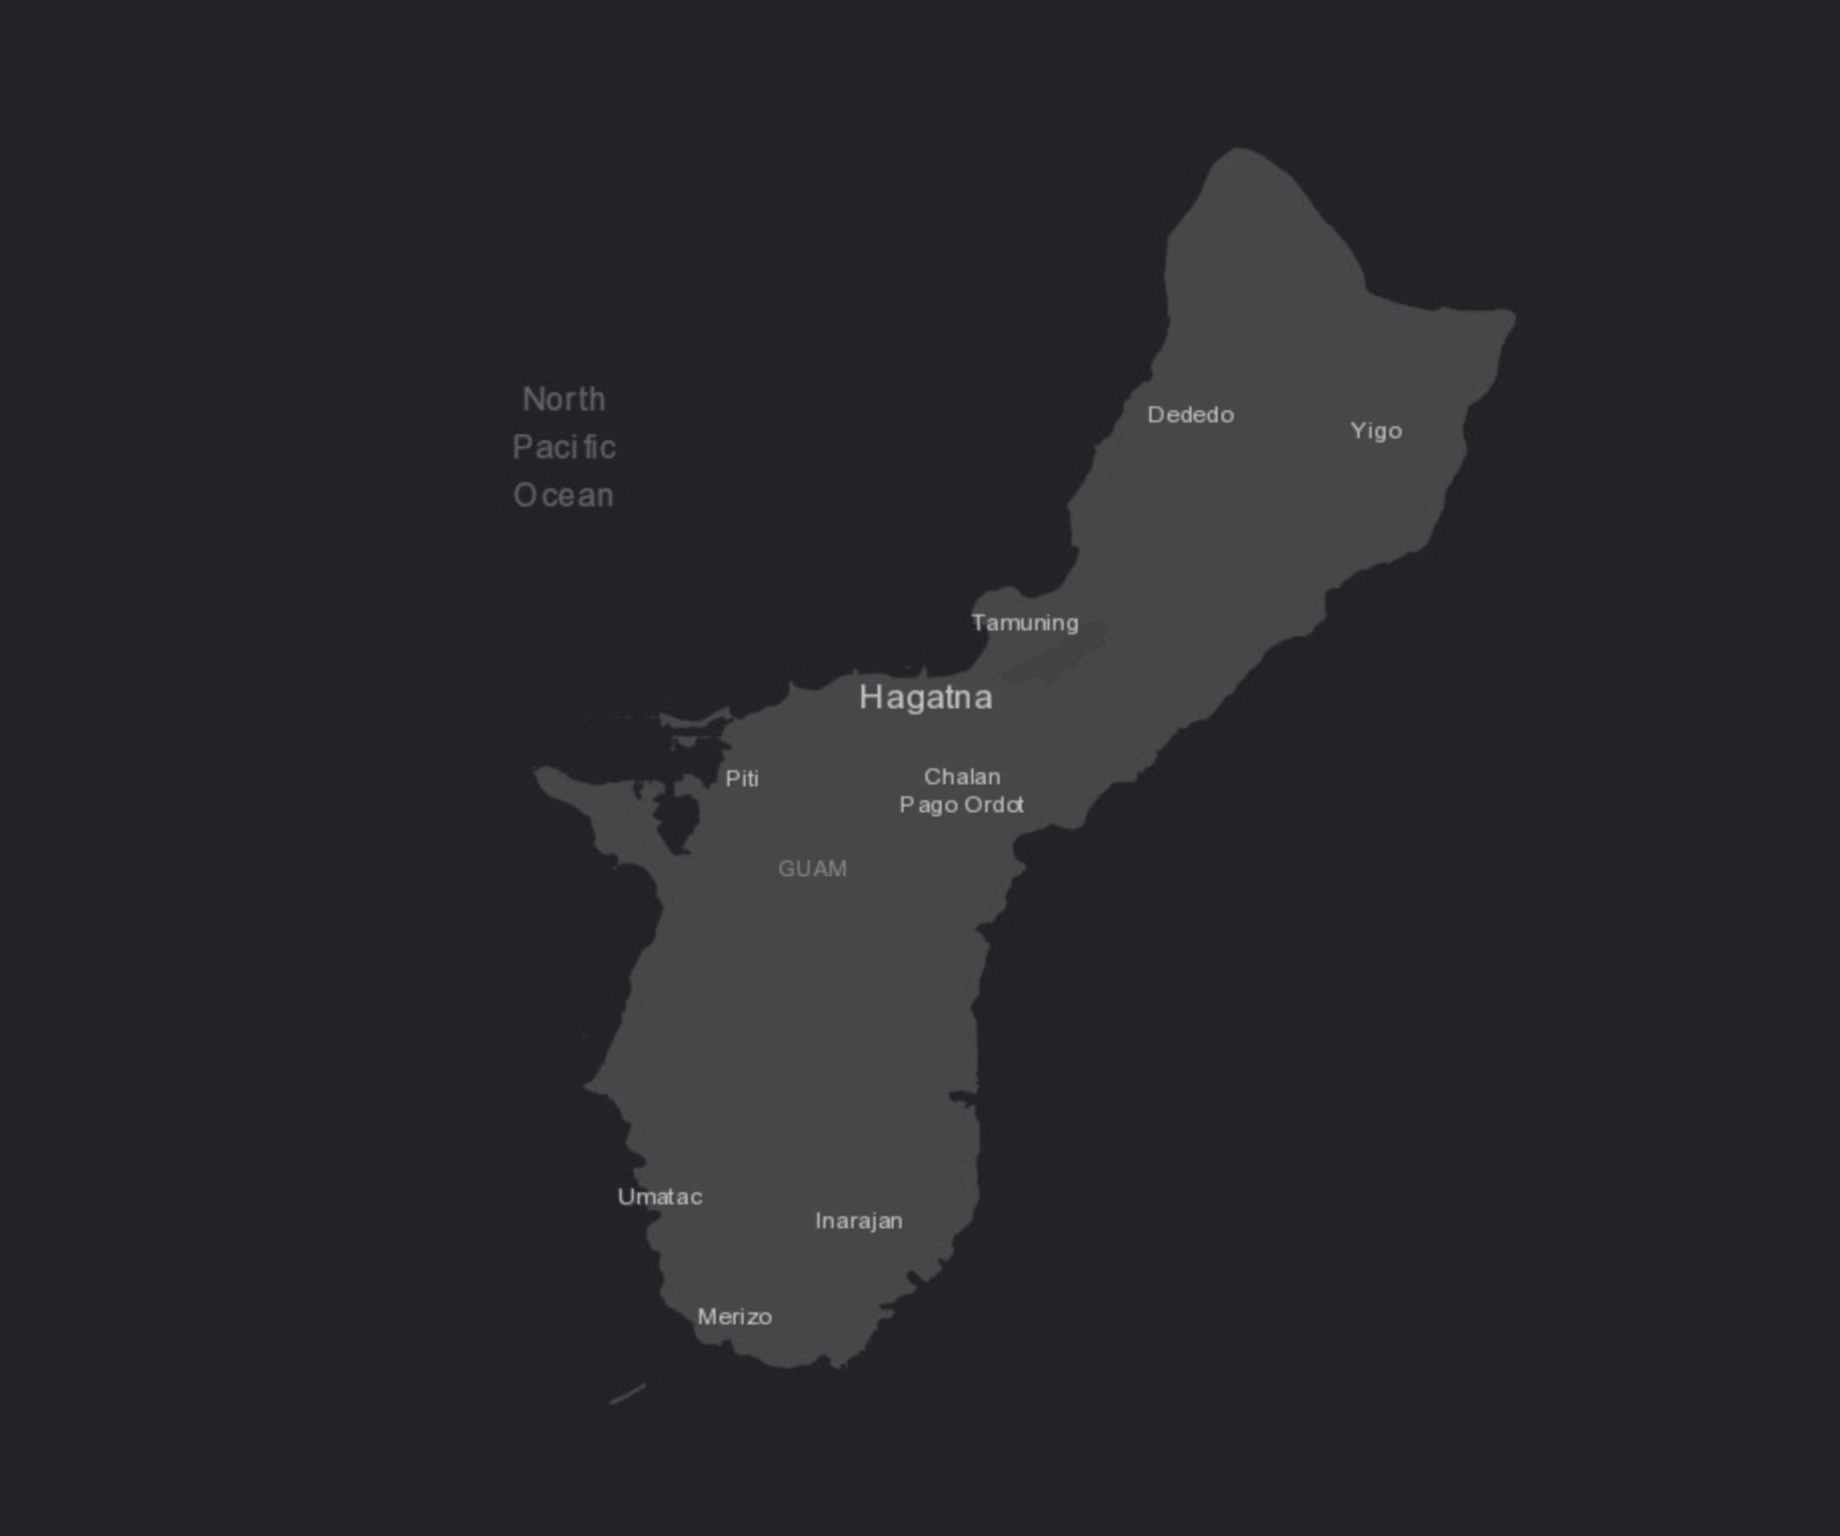 North
Pacific
Ocean
Dededo
Yigo
Tamuning
Hagatna
Piti
Chalan
Pago Ordot
GUAM
Umatac
Inarajan
Merizo